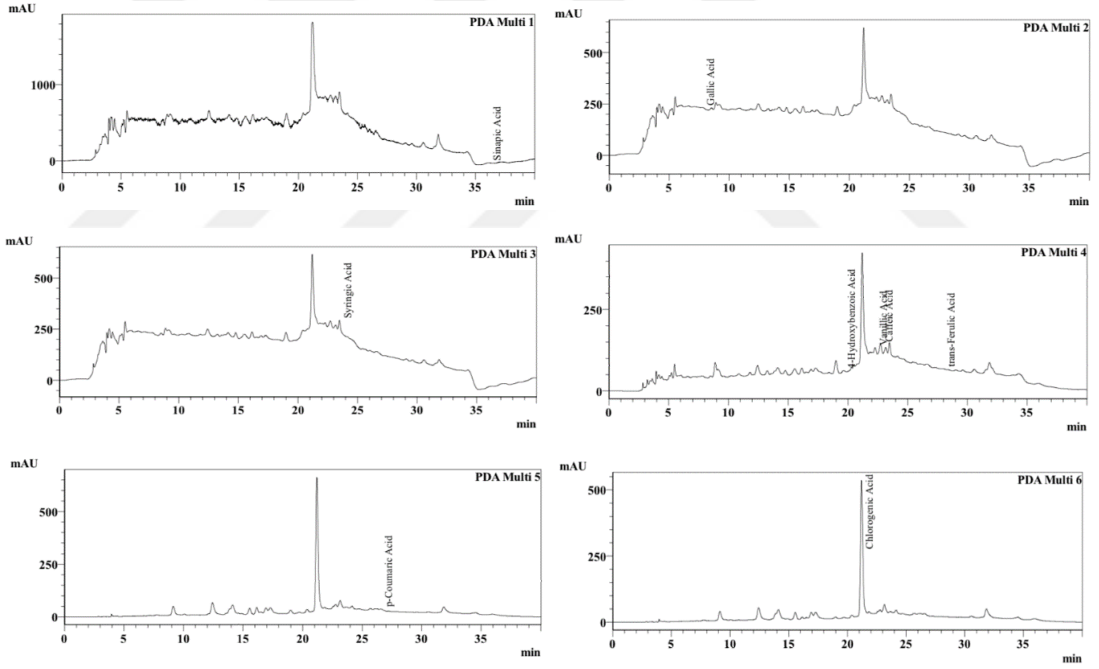 mAU
PDA Multi 1
1000
0
Sinapic Acid
0 5 10 15 20 25 30 35
min
mAU
PDA Multi 2
500
250
0
Gallic Acid
0 5 10 15 20 25 30 35
min
mAU
PDA Multi 3
500
250
0
Syringic Acid
0 5 10 15 20 25 30 35
min
mAU
PDA Multi 4
250
0
4-Hydroxybenzoic Acid
Vanillic Acid
Caffeic Acid
trans-Ferulic Acid
0 5 10 15 20 25 30 35
min
mAU
PDA Multi 5
500
250
0
p-Coumaric Acid
0 5 10 15 20 25 30 35
min
mAU
PDA Multi 6
500
250
0
Chlorogenic Acid
0 5 10 15 20 25 30 35
min